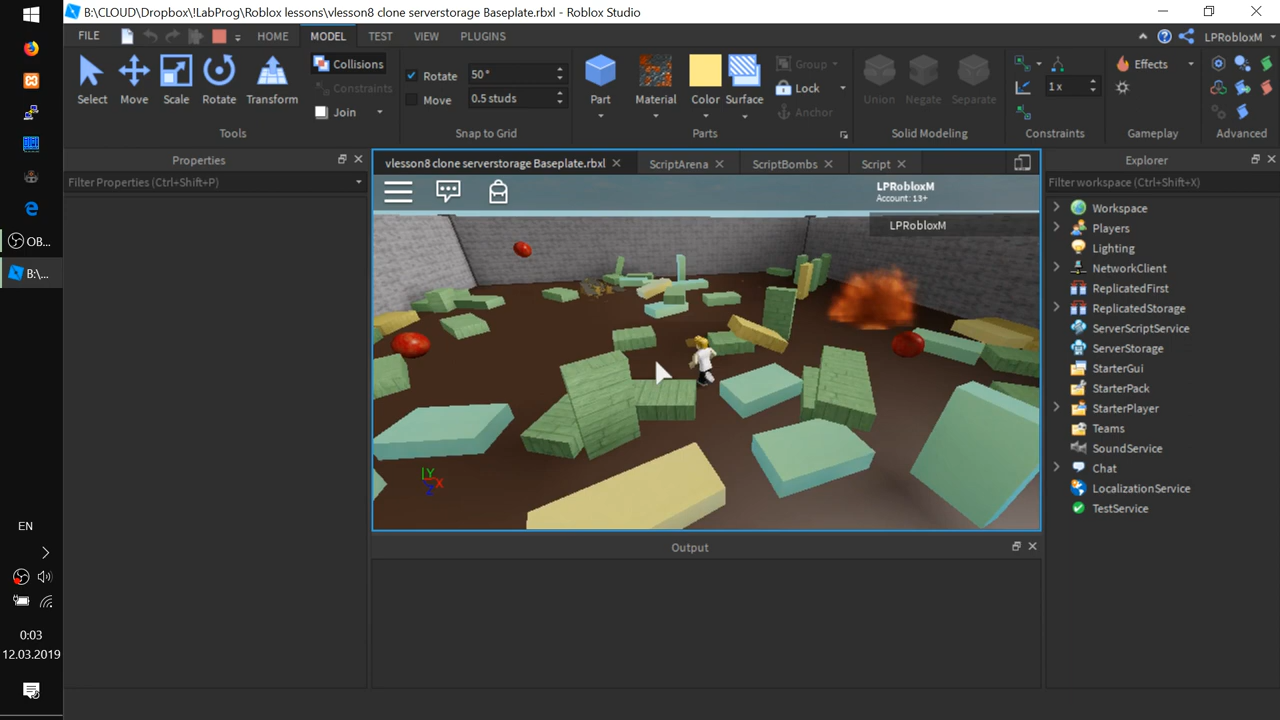 B:\CLOUD\Dropbox\!LabProg\Roblox lessons\vlesson8 clone serverstorage Baseplate.rbxl - Roblox Studio
FILE HOME MODEL TEST VIEW PLUGINS LPRobloxM
Select Move Scale Rotate Transform
Collisions
Constraints
Join
Tools
Rotate 50°
Move 0.5 studs
Snap to Grid
Part Material Color Surface
Group
Lock
Anchor
Parts
Union Negate Separate
Solid Modeling
1 x
Constraints
Effects
Gameplay
Advanced
Properties
Filter Properties (Ctrl+Shift+P)
vlesson8 clone serverstorage Baseplate.rbxl ScriptArena ScriptBombs Script
LPRobloxM
Account: 13+
LPRobloxM
Y
X
Z
Output
Explorer
Filter workspace (Ctrl+Shift+X)
Workspace
Players
Lighting
NetworkClient
ReplicatedFirst
ReplicatedStorage
ServerScriptService
ServerStorage
StarterGui
StarterPack
StarterPlayer
Teams
SoundService
Chat
LocalizationService
TestService
OB...
B:\...
EN
0:03
12.03.2019